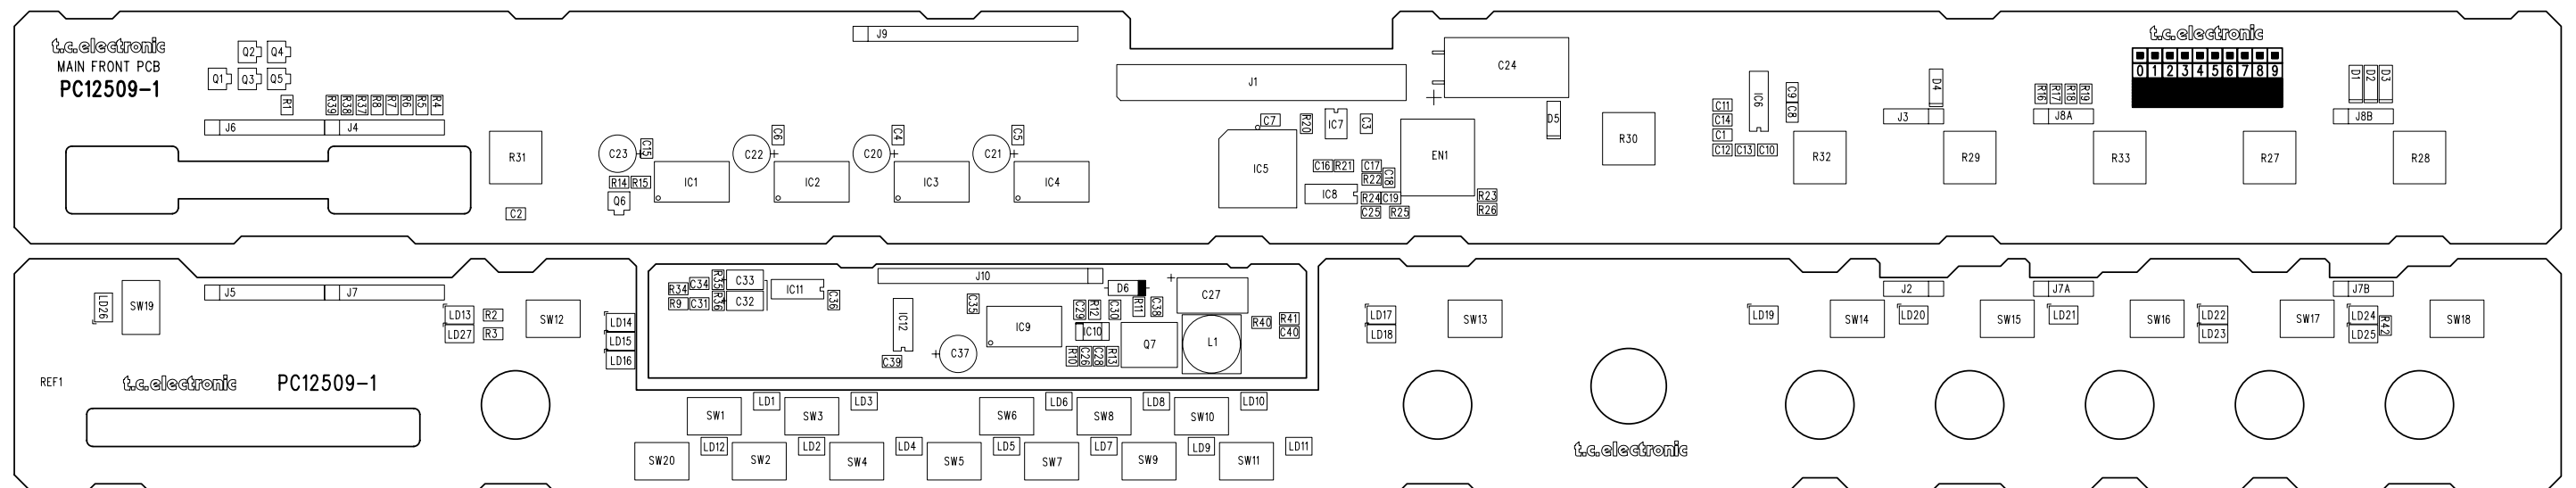 t.c.electronic
MAIN FRONT PCB
PC12509-1
Q2 Q4
Q1 Q3 Q5
R1 R39 R38 R37 R8 R7 R6 R5 R4
J6 J4
R31
C2
J9
C23 C15 C22 C6 C20 C4 C21 C5
R14 R15
Q6
IC1 IC2 IC3 IC4
J1
C24
+
C7 R20 IC7 C3
IC5
C16 R21 C17
R22 C18
IC8 R24 C19
C25 R25
EN1
R23
R26
D5
R30
C11
C14
C1
C12 C13 C10
IC6 C9 C8
R32
D4
J3
R29
R16 R17 R18 R19
J8A
R33
t.c.electronic
0 1 2 3 4 5 6 7 8 9
R27
D1 D2 D3
J8B
R28
J5 J7
LD26 SW19
LD13 R2
LD27 R3
SW12
LD14
LD15
LD16
REF1
t.c.electronic PC12509-1
R34 C34 R35 C33
R9 C31 R36 C32
IC11 C36
J10
IC12 C39
C35 C37 IC9
C29 R12 C30 R11 C38
D6
IC10
R10 C26 C28 R13
Q7
C27
L1
R40 R41
C40
LD1 LD3 LD6 LD8 LD10
SW1 SW3 SW6 SW8 SW10
LD12 LD2 LD4 LD5 LD7 LD9 LD11
SW20 SW2 SW4 SW5 SW7 SW9 SW11
LD17
LD18
SW13
t.c.electronic
LD19 SW14
J2
LD20 SW15
J7A
LD21 SW16
LD22
LD23
SW17
J7B
LD24
LD25
R42
SW18